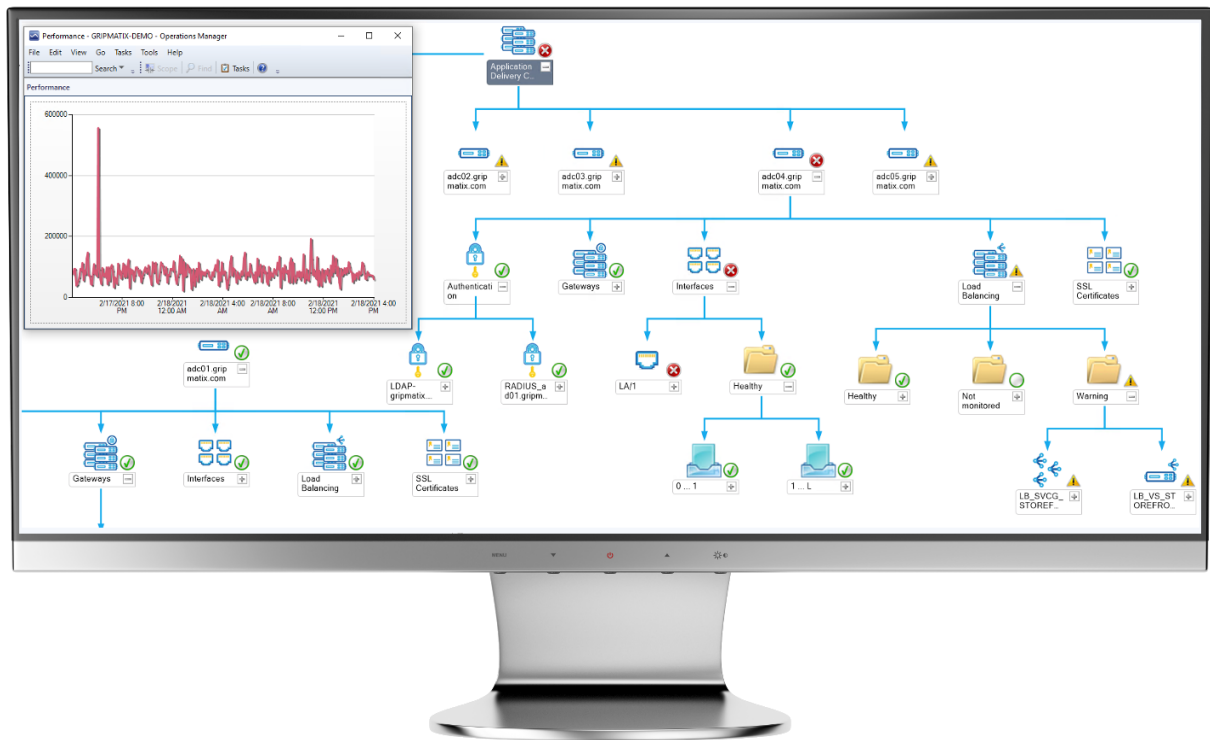 Performance - GRIPMATIX-DEMO - Operations Manager
File Edit View Go Tasks Tools Help
Search Scope Find Tasks
Performance
600000
400000
200000
0
2/17/2021 8:00 PM
2/18/2021 12:00 AM
2/18/2021 4:00 AM
2/18/2021 8:00 AM
2/18/2021 12:00 PM
2/18/2021 4:00 PM
Application
Delivery C...
adc02.grip
matix.com
adc03.grip
matix.com
adc04.grip
matix.com
adc05.grip
matix.com
Authenticati
on
Gateways
Interfaces
Load
Balancing
SSL
Certificates
adc01.grip
matix.com
LDAP-
gripmatix...
RADIUS_a
d01.gripm...
LA/1
Healthy
Healthy
Not
monitored
Warning
Gateways
Interfaces
Load
Balancing
SSL
Certificates
0 ... 1
1 ... L
LB_SVCG_
STOREF...
LB_VS_ST
OREFRO...
MENU